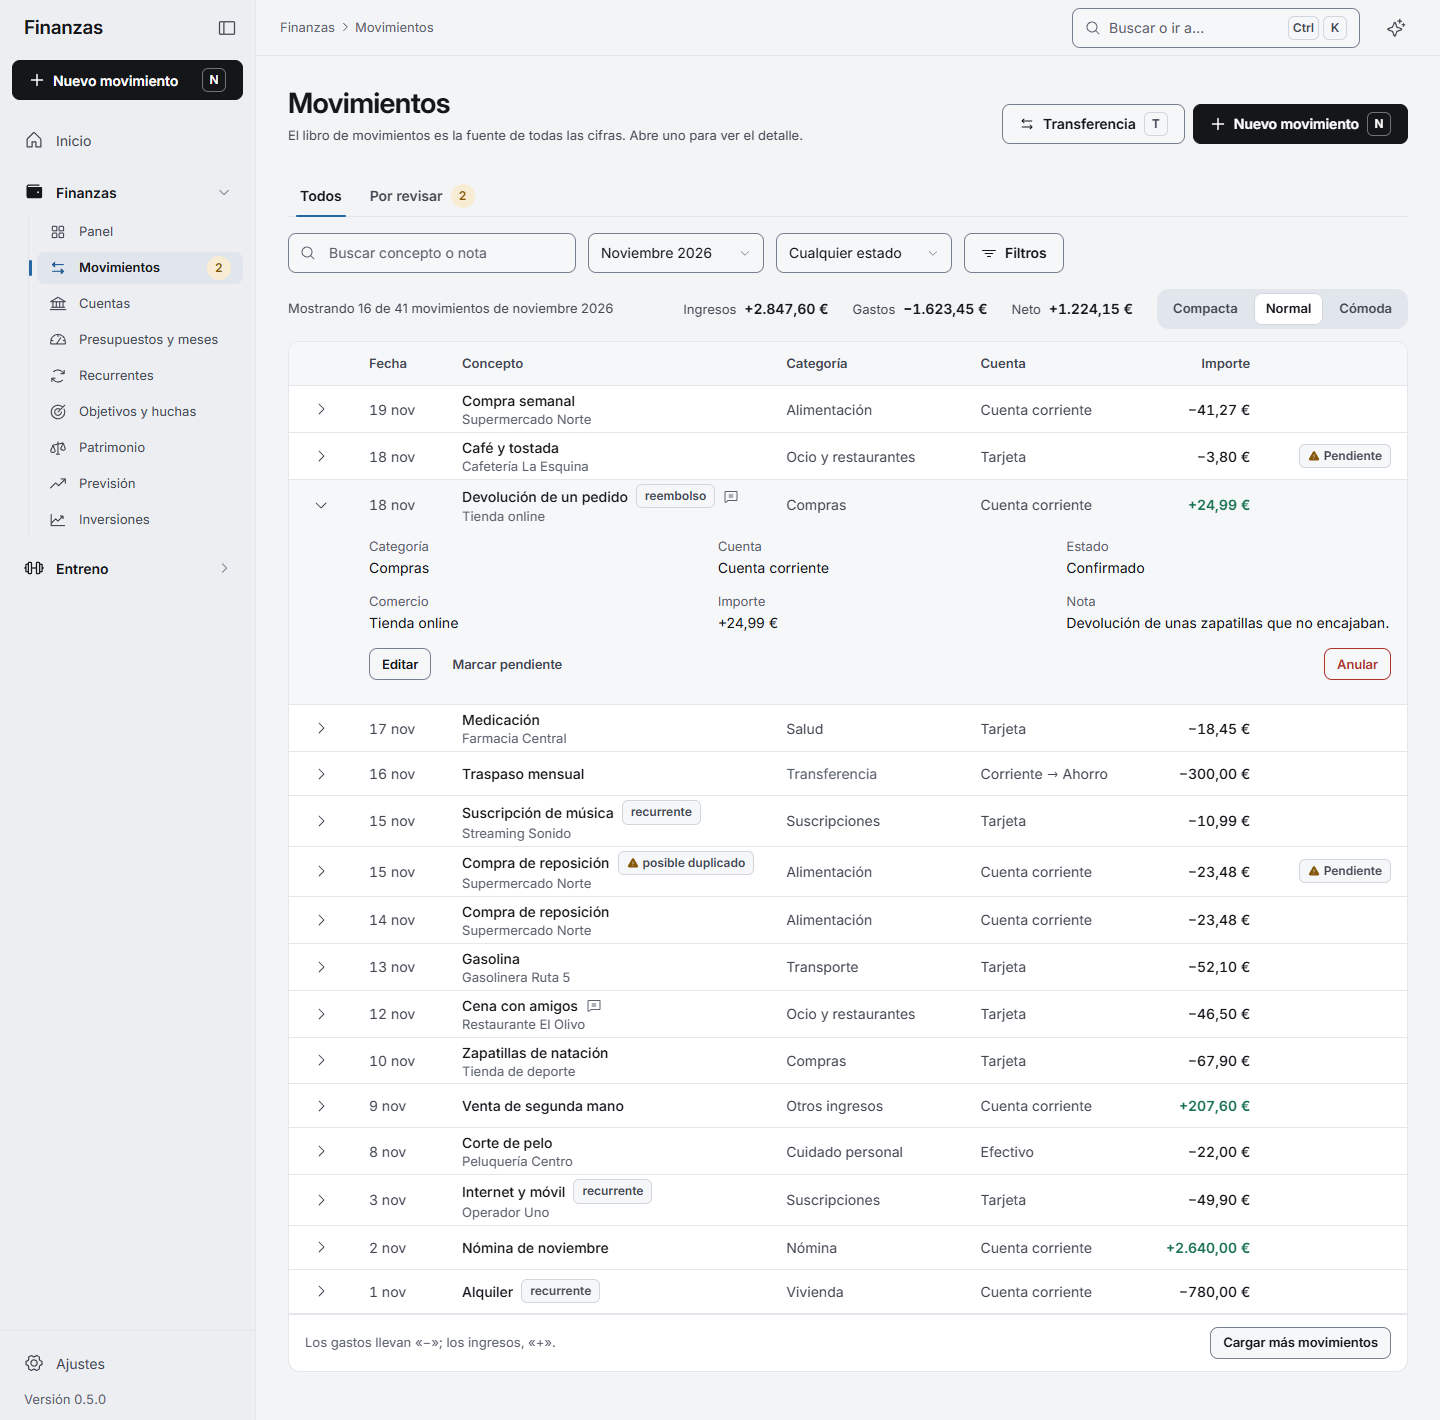 Finanzas
Nuevo movimiento N
Inicio
Finanzas
Panel
Movimientos 2
Cuentas
Presupuestos y meses
Recurrentes
Objetivos y huchas
Patrimonio
Previsión
Inversiones
Entreno
Ajustes
Versión 0.5.0
Finanzas > Movimientos
Buscar o ir a... Ctrl K
Movimientos
El libro de movimientos es la fuente de todas las cifras. Abre uno para ver el detalle.
Transferencia T
Nuevo movimiento N
Todos
Por revisar 2
Buscar concepto o nota
Noviembre 2026
Cualquier estado
Filtros
Mostrando 16 de 41 movimientos de noviembre 2026
Ingresos +2.847,60 €
Gastos −1.623,45 €
Neto +1.224,15 €
Compacta Normal Cómoda
Fecha Concepto Categoría Cuenta Importe
19 nov Compra semanal Alimentación Cuenta corriente −41,27 €
Supermercado Norte
18 nov Café y tostada Ocio y restaurantes Tarjeta −3,80 € Pendiente
Cafetería La Esquina
18 nov Devolución de un pedido reembolso Compras Cuenta corriente +24,99 €
Tienda online
Categoría Cuenta Estado
Compras Cuenta corriente Confirmado
Comercio Importe Nota
Tienda online +24,99 € Devolución de unas zapatillas que no encajaban.
Editar Marcar pendiente Anular
17 nov Medicación Salud Tarjeta −18,45 €
Farmacia Central
16 nov Traspaso mensual Transferencia Corriente → Ahorro −300,00 €
15 nov Suscripción de música recurrente Suscripciones Tarjeta −10,99 €
Streaming Sonido
15 nov Compra de reposición posible duplicado Alimentación Cuenta corriente −23,48 € Pendiente
Supermercado Norte
14 nov Compra de reposición Alimentación Cuenta corriente −23,48 €
Supermercado Norte
13 nov Gasolina Transporte Tarjeta −52,10 €
Gasolinera Ruta 5
12 nov Cena con amigos Ocio y restaurantes Tarjeta −46,50 €
Restaurante El Olivo
10 nov Zapatillas de natación Compras Tarjeta −67,90 €
Tienda de deporte
9 nov Venta de segunda mano Otros ingresos Cuenta corriente +207,60 €
8 nov Corte de pelo Cuidado personal Efectivo −22,00 €
Peluquería Centro
3 nov Internet y móvil recurrente Suscripciones Tarjeta −49,90 €
Operador Uno
2 nov Nómina de noviembre Nómina Cuenta corriente +2.640,00 €
1 nov Alquiler recurrente Vivienda Cuenta corriente −780,00 €
Los gastos llevan «−»; los ingresos, «+».
Cargar más movimientos